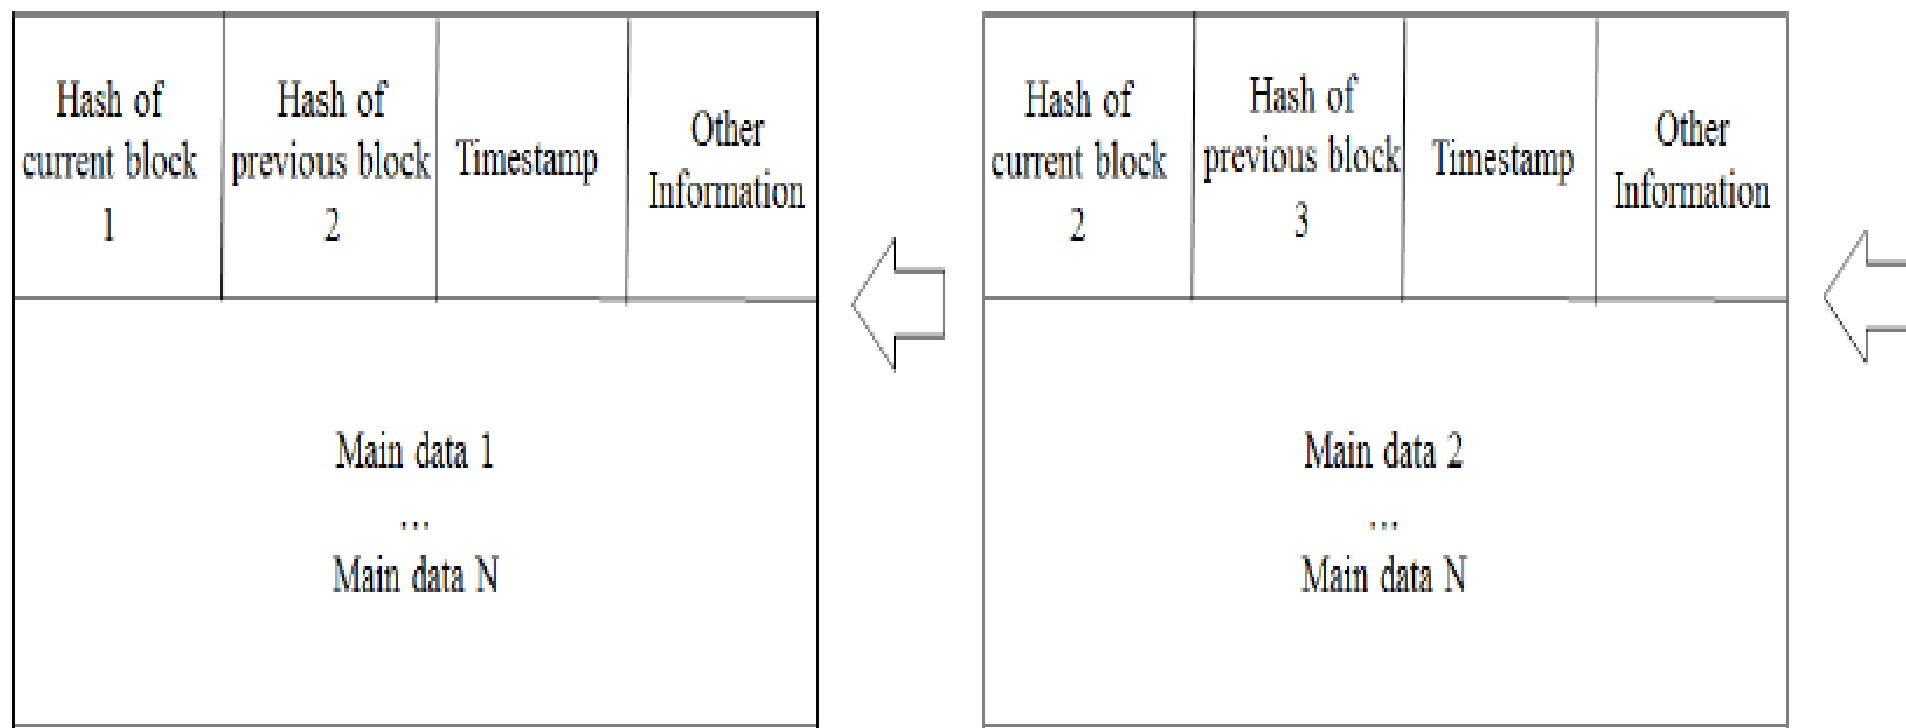 Hash of
current block
1
Hash of
previous block
2
Timestamp
Other
Information
Main data 1
...
Main data N
Hash of
current block
2
Hash of
previous block
3
Timestamp
Other
Information
Main data 2
...
Main data N